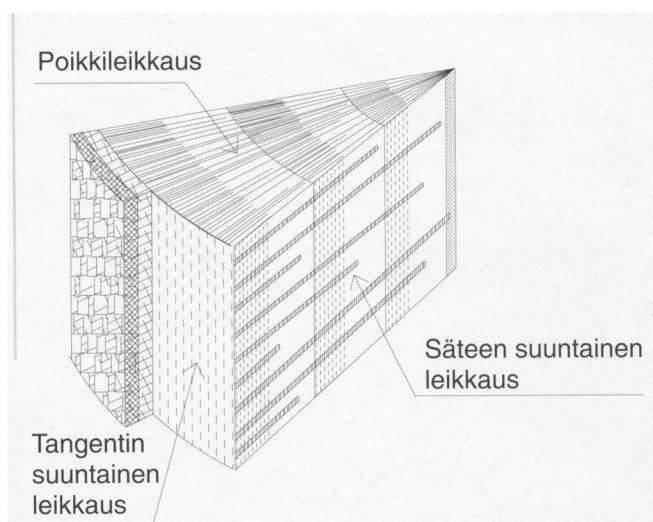 Poikkileikkaus
Säteen suuntainen
leikkaus
Tangentin
suuntainen
leikkaus